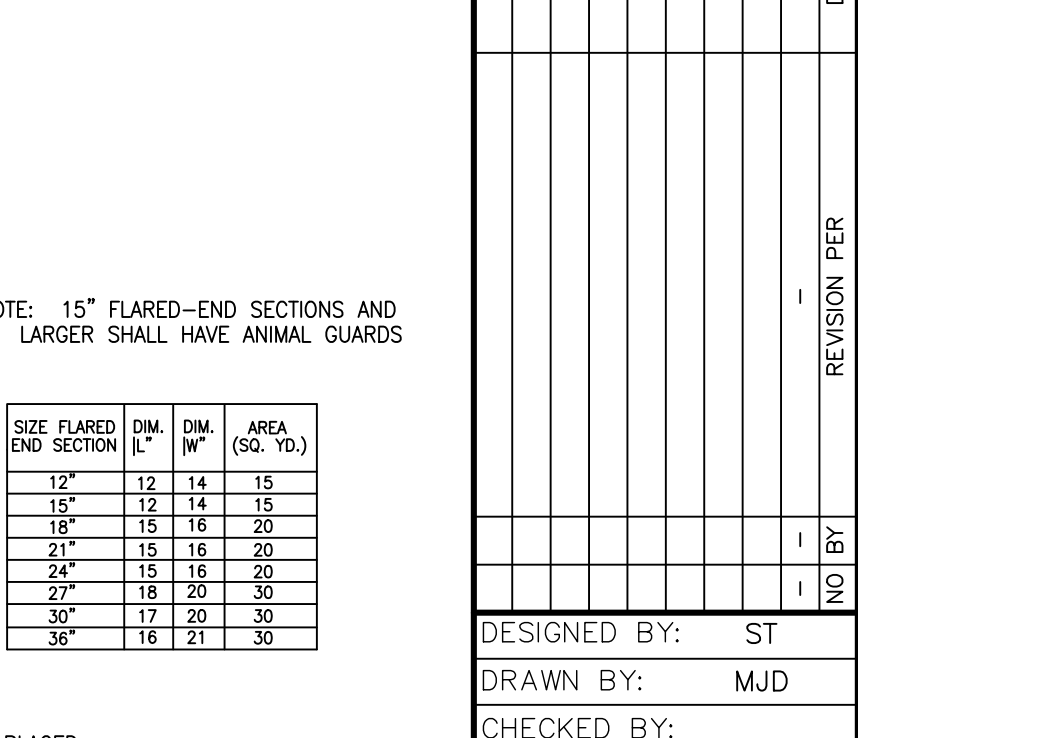 OTE: 15” FLARED–END SECTIONS AND
LARGER SHALL HAVE ANIMAL GUARDS
SIZE FLARED END SECTION DIM. |L” DIM. |W” AREA (SQ. YD.)
12” 12 14 15
15” 12 14 15
18” 15 16 20
21” 15 16 20
24” 15 16 20
27” 18 20 30
30” 17 20 30
36” 16 21 30
– – –
NO BY REVISION PER
DESIGNED BY: ST
DRAWN BY: MJD
CHECKED BY: